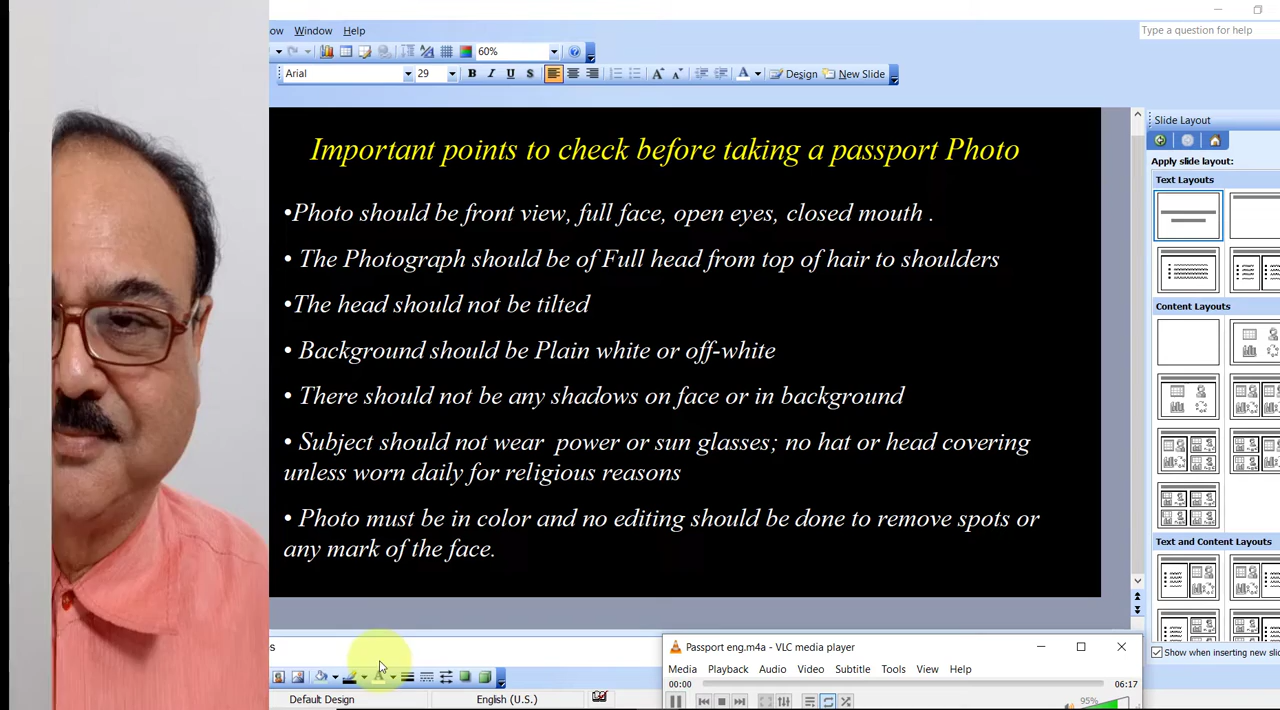 ow Window Help
Type a question for help
60%
Arial 29 B I U S A A A Design New Slide
Slide Layout
Apply slide layout:
Text Layouts
Content Layouts
Text and Content Layouts
Show when inserting new slid
Important points to check before taking a passport Photo
•Photo should be front view, full face, open eyes, closed mouth .
• The Photograph should be of Full head from top of hair to shoulders
•The head should not be tilted
• Background should be Plain white or off-white
• There should not be any shadows on face or in background
• Subject should not wear power or sun glasses; no hat or head covering
unless worn daily for religious reasons
• Photo must be in color and no editing should be done to remove spots or
any mark of the face.
s
Default Design English (U.S.)
Passport eng.m4a - VLC media player
Media Playback Audio Video Subtitle Tools View Help
00:00 06:17
95%